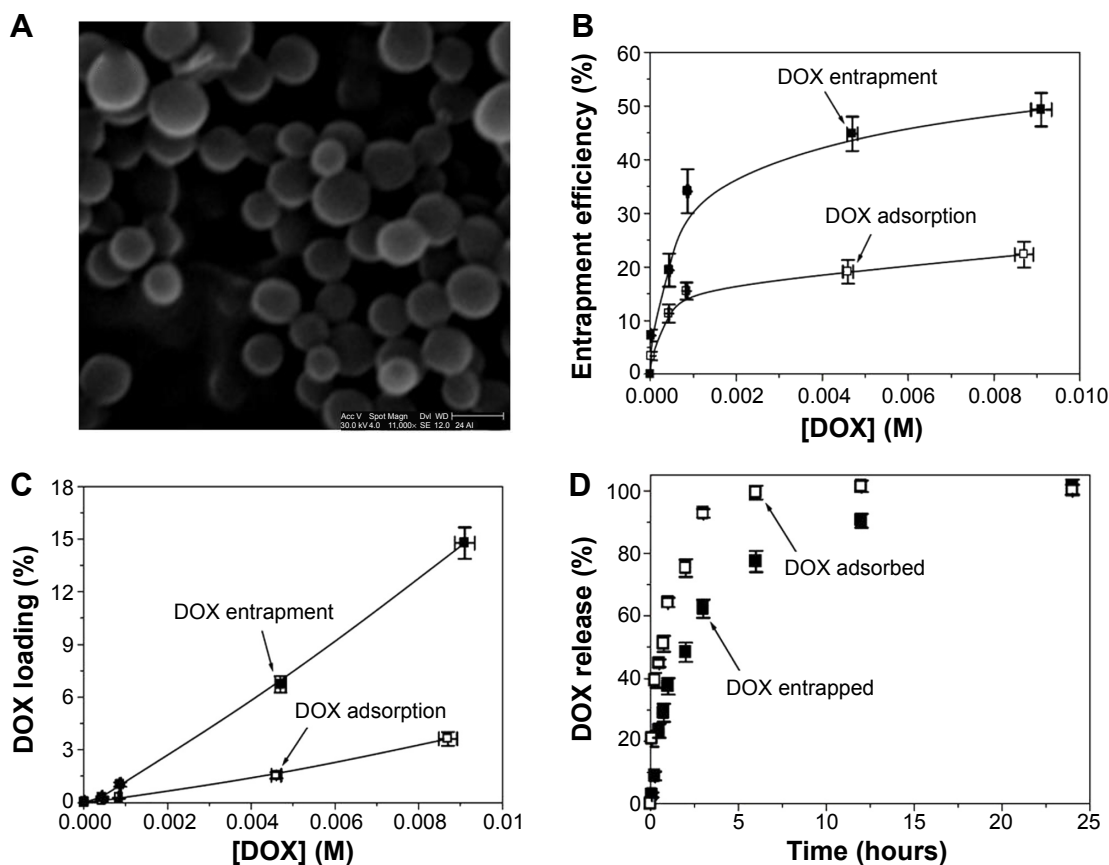 A
Acc V Spot Magn Dvl WD
30.0 kV 4.0 11,000× SE 12.0 24 Al
B
60
50
40
30
20
10
0
Entrapment efficiency (%)
DOX entrapment
DOX adsorption
0.000 0.002 0.004 0.006 0.008 0.010
[DOX] (M)
C
18
15
12
9
6
3
0
DOX loading (%)
DOX entrapment
DOX adsorption
0.000 0.002 0.004 0.006 0.008 0.01
[DOX] (M)
D
100
80
60
40
20
0
DOX release (%)
DOX adsorbed
DOX entrapped
0 5 10 15 20 25
Time (hours)